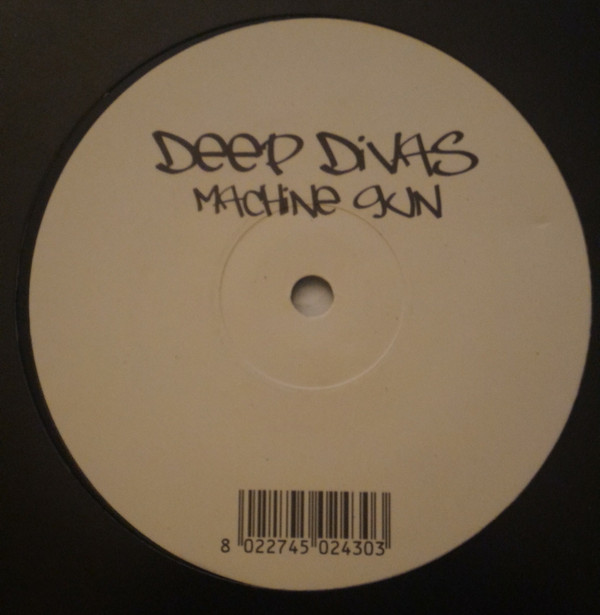 DEEP DiVAS
MACHiNE GUN
8 022745 024303